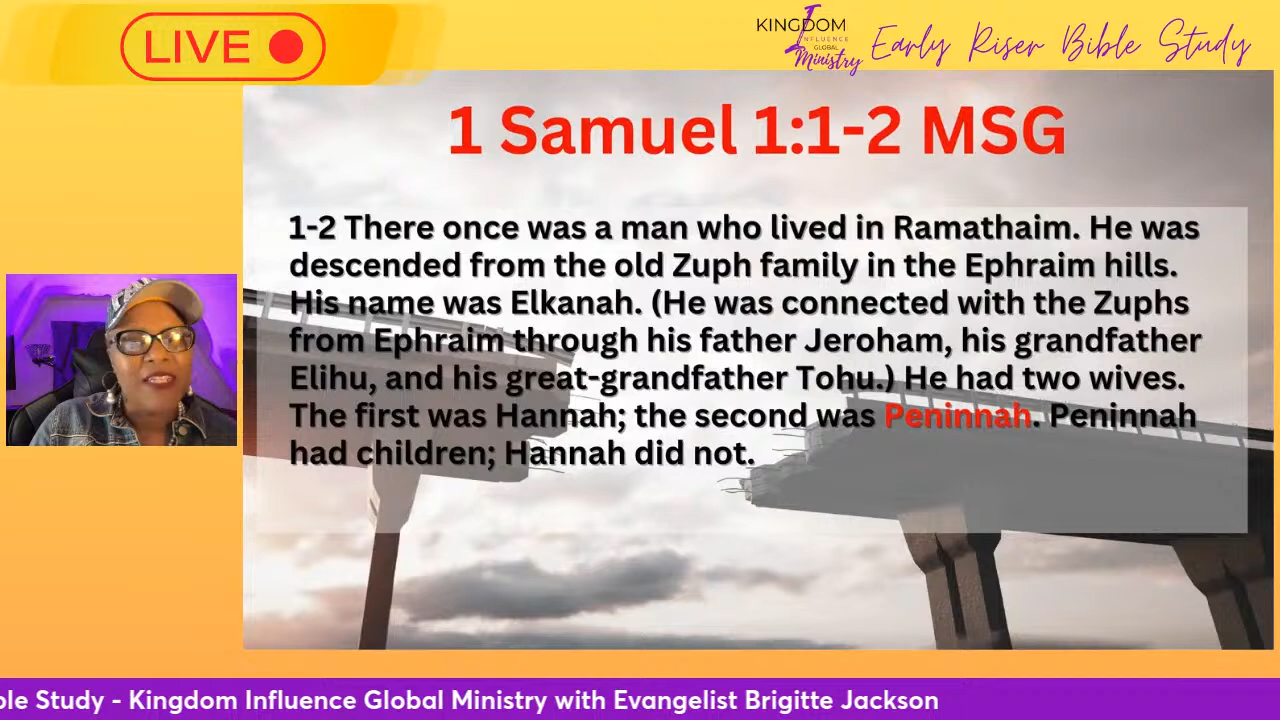 LIVE
KINGDOM
INFLUENCE
GLOBAL
Ministry
Early Riser Bible Study
1 Samuel 1:1-2 MSG
1-2 There once was a man who lived in Ramathaim. He was
descended from the old Zuph family in the Ephraim hills.
His name was Elkanah. (He was connected with the Zuphs
from Ephraim through his father Jeroham, his grandfather
Elihu, and his great-grandfather Tohu.) He had two wives.
The first was Hannah; the second was Peninnah. Peninnah
had children; Hannah did not.
ble Study - Kingdom Influence Global Ministry with Evangelist Brigitte Jackson